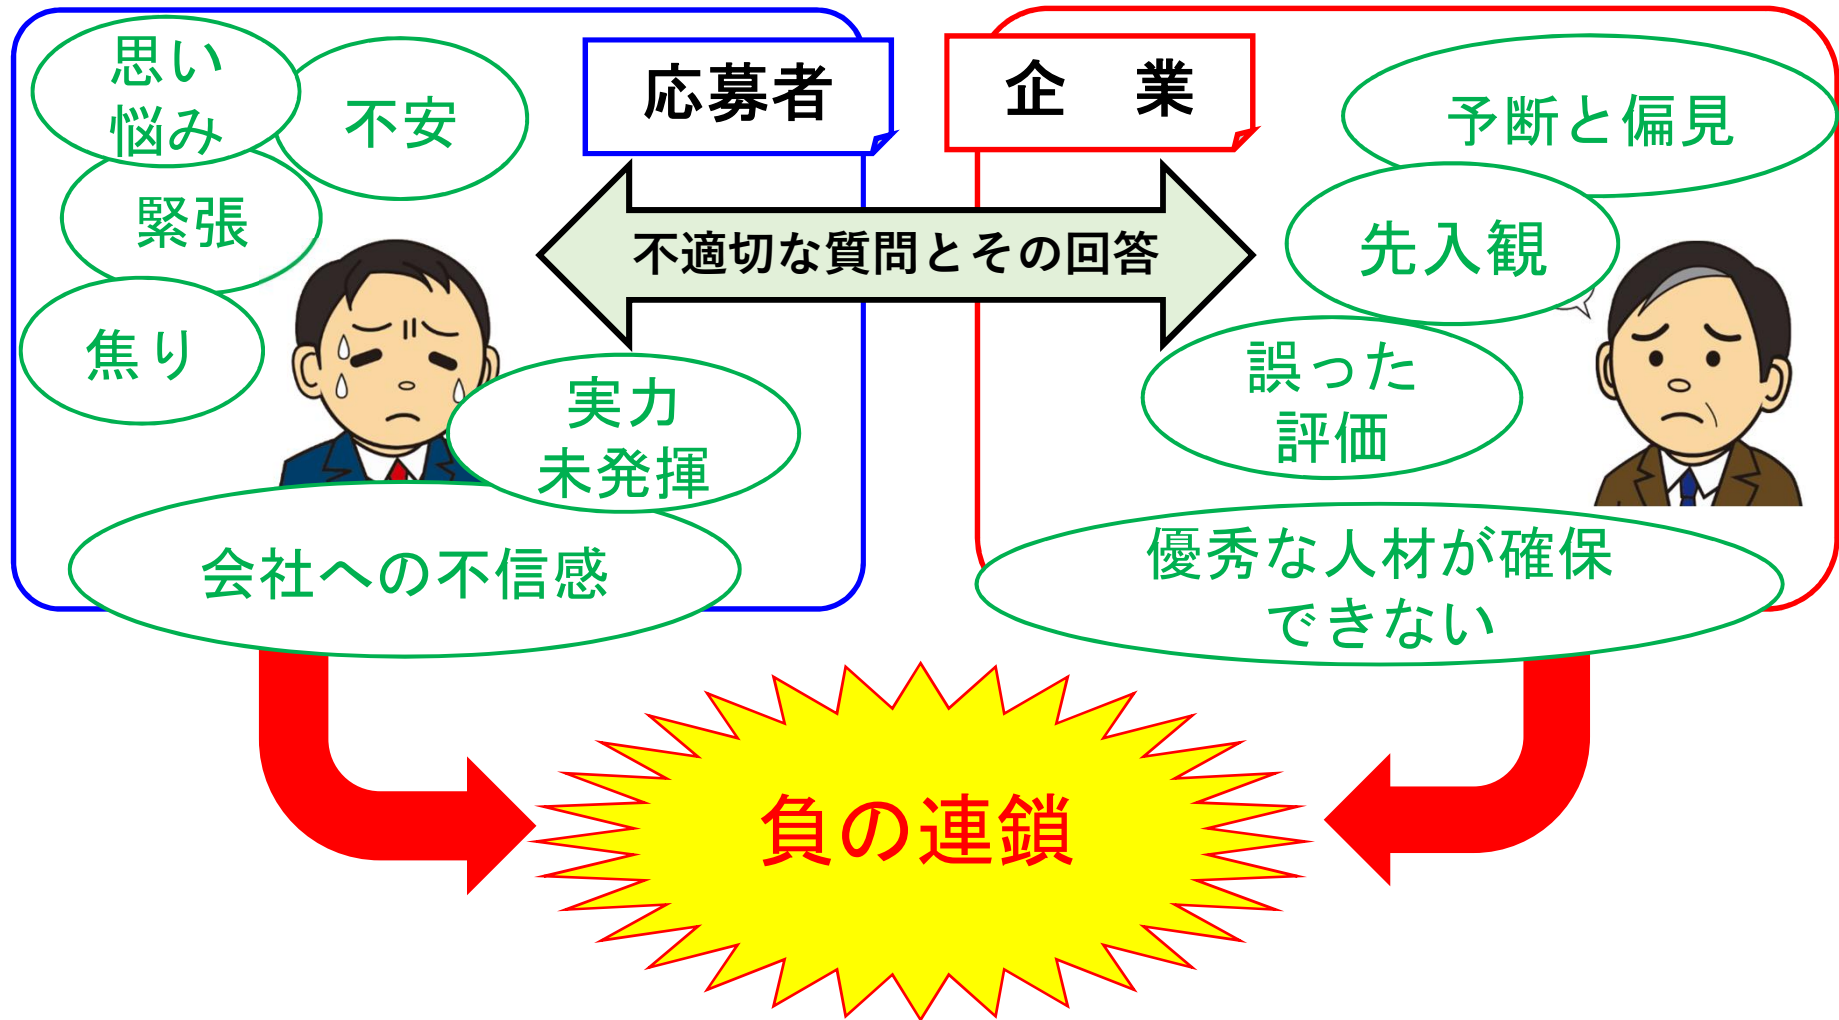 応募者
思い
悩み
不安
緊張
焦り
実力
未発揮
会社への不信感
不適切な質問とその回答
企　業
予断と偏見
先入観
誤った
評価
優秀な人材が確保
できない
負の連鎖